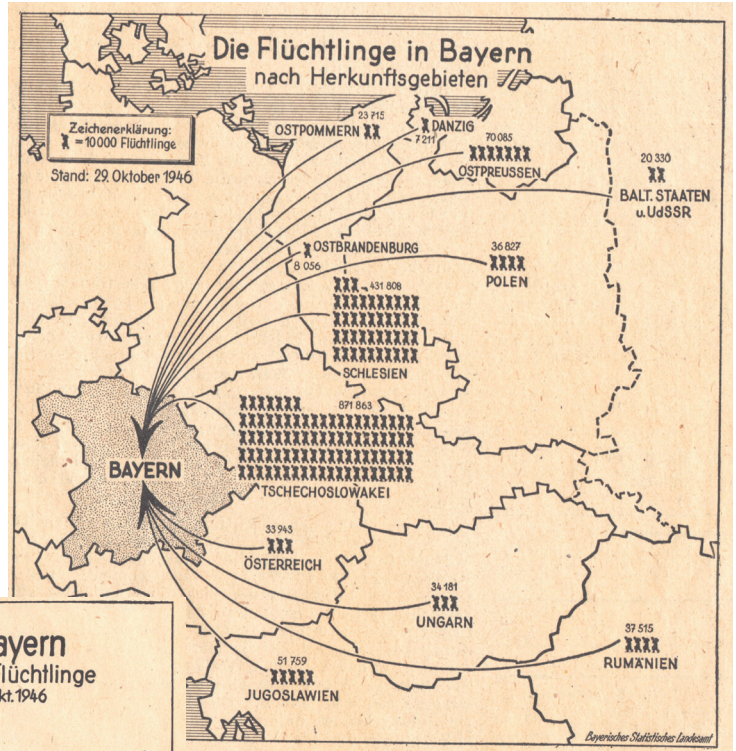 Die Flüchtlinge in Bayern
nach Herkunftsgebieten
Zeichenerklärung:
= 10000 Flüchtlinge
Stand: 29. Oktober 1946
23 715
OSTPOMMERN
DANZIG
7 211
70 085
OSTPREUSSEN
20 330
BALT. STAATEN
u. UdSSR
OSTBRANDENBURG
8 056
36 827
POLEN
431 808
SCHLESIEN
871 863
TSCHECHOSLOWAKEI
BAYERN
33 943
ÖSTERREICH
34 181
UNGARN
37 515
RUMÄNIEN
51 759
JUGOSLAWIEN
ayern
lüchtlinge
kt. 1946
Bayerisches Statistisches Landesamt